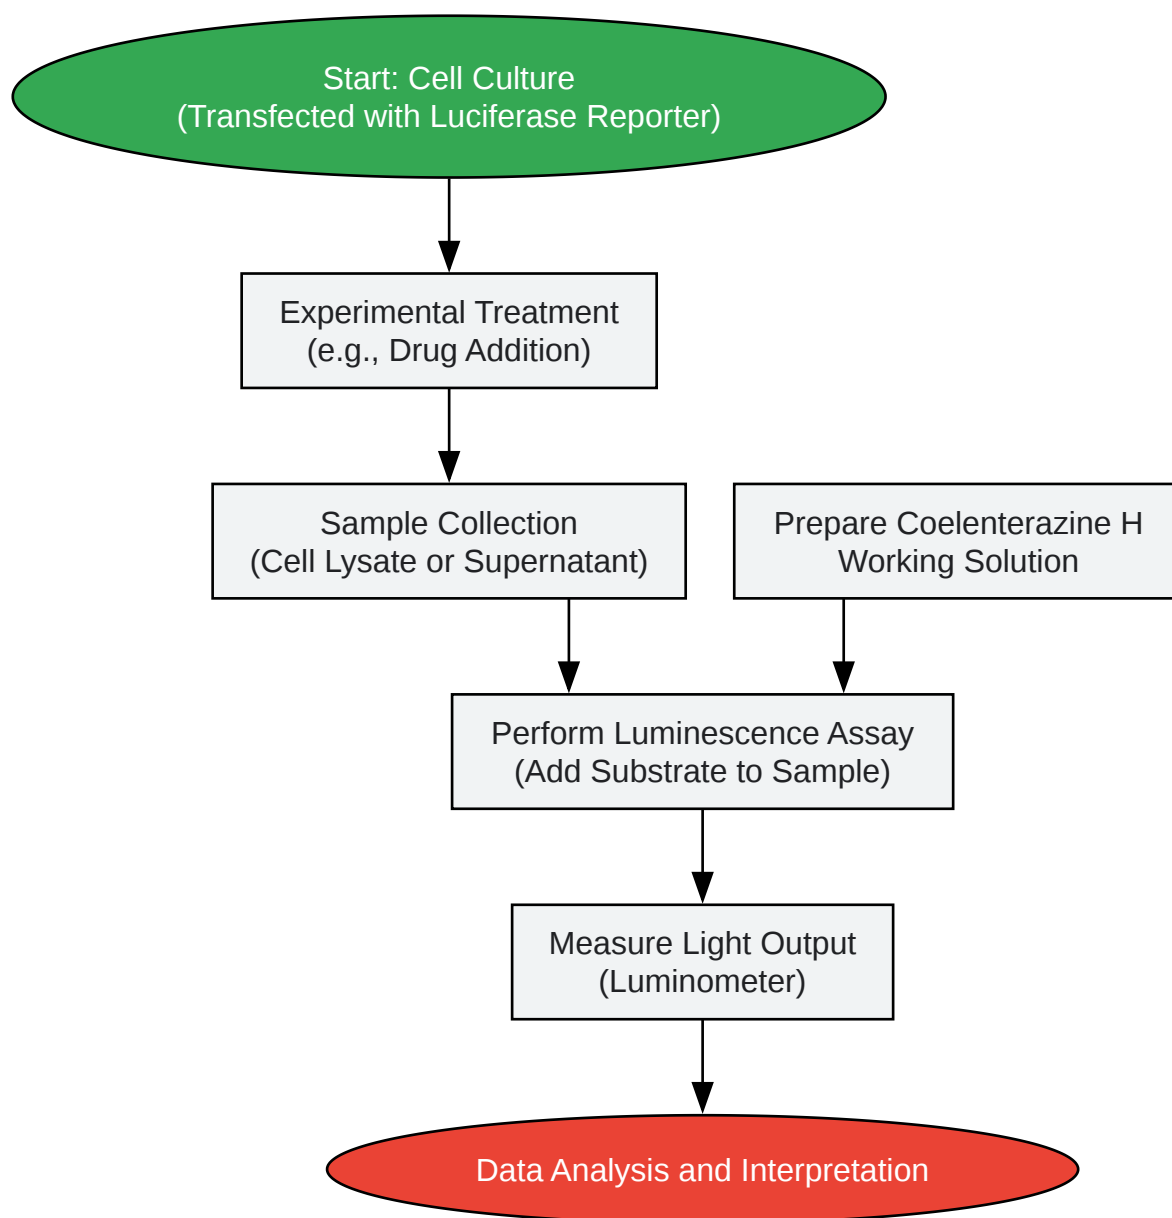 Start: Cell Culture
(Transfected with Luciferase Reporter)
Experimental Treatment
(e.g., Drug Addition)
Sample Collection
(Cell Lysate or Supernatant)
Prepare Coelenterazine H
Working Solution
Perform Luminescence Assay
(Add Substrate to Sample)
Measure Light Output
(Luminometer)
Data Analysis and Interpretation